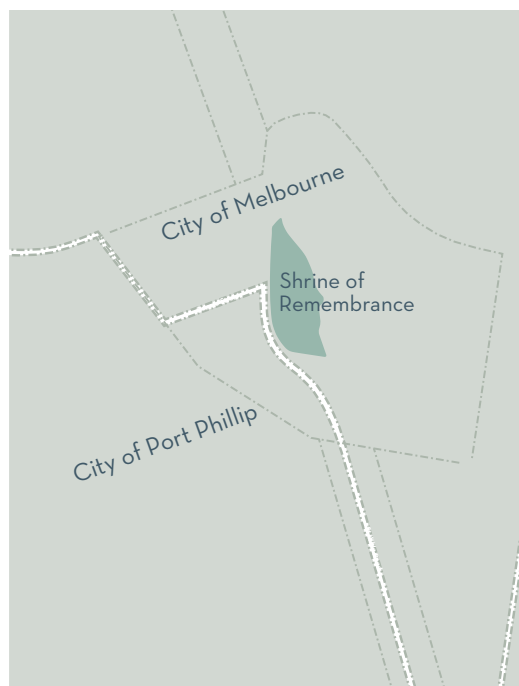 City of Melbourne
Shrine of
Remembrance
City of Port Phillip